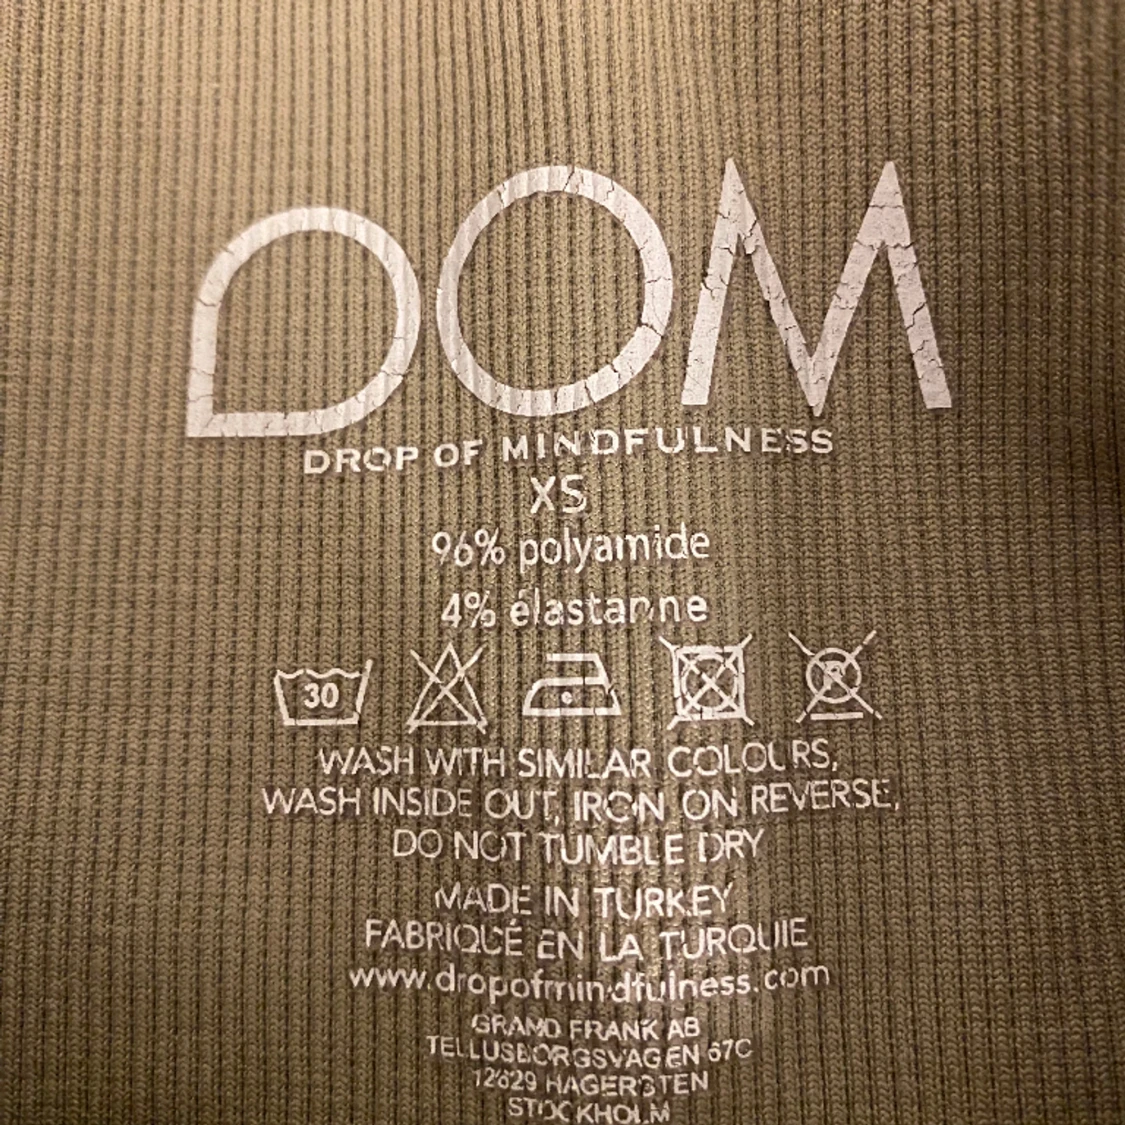 DOM
DROP OF MINDFULNESS
XS
96% polyamide
4% élastanne
30
WASH WITH SIMILAR COLOURS,
WASH INSIDE OUT, IRON ON REVERSE,
DO NOT TUMBLE DRY
MADE IN TURKEY
FABRIQUÉ EN LA TURQUIE
www.dropofmindfulness.com
GRAND FRANK AB
TELLUSBORGSVAGEN 67C
12629 HAGERSTEN
STOCKHOLM